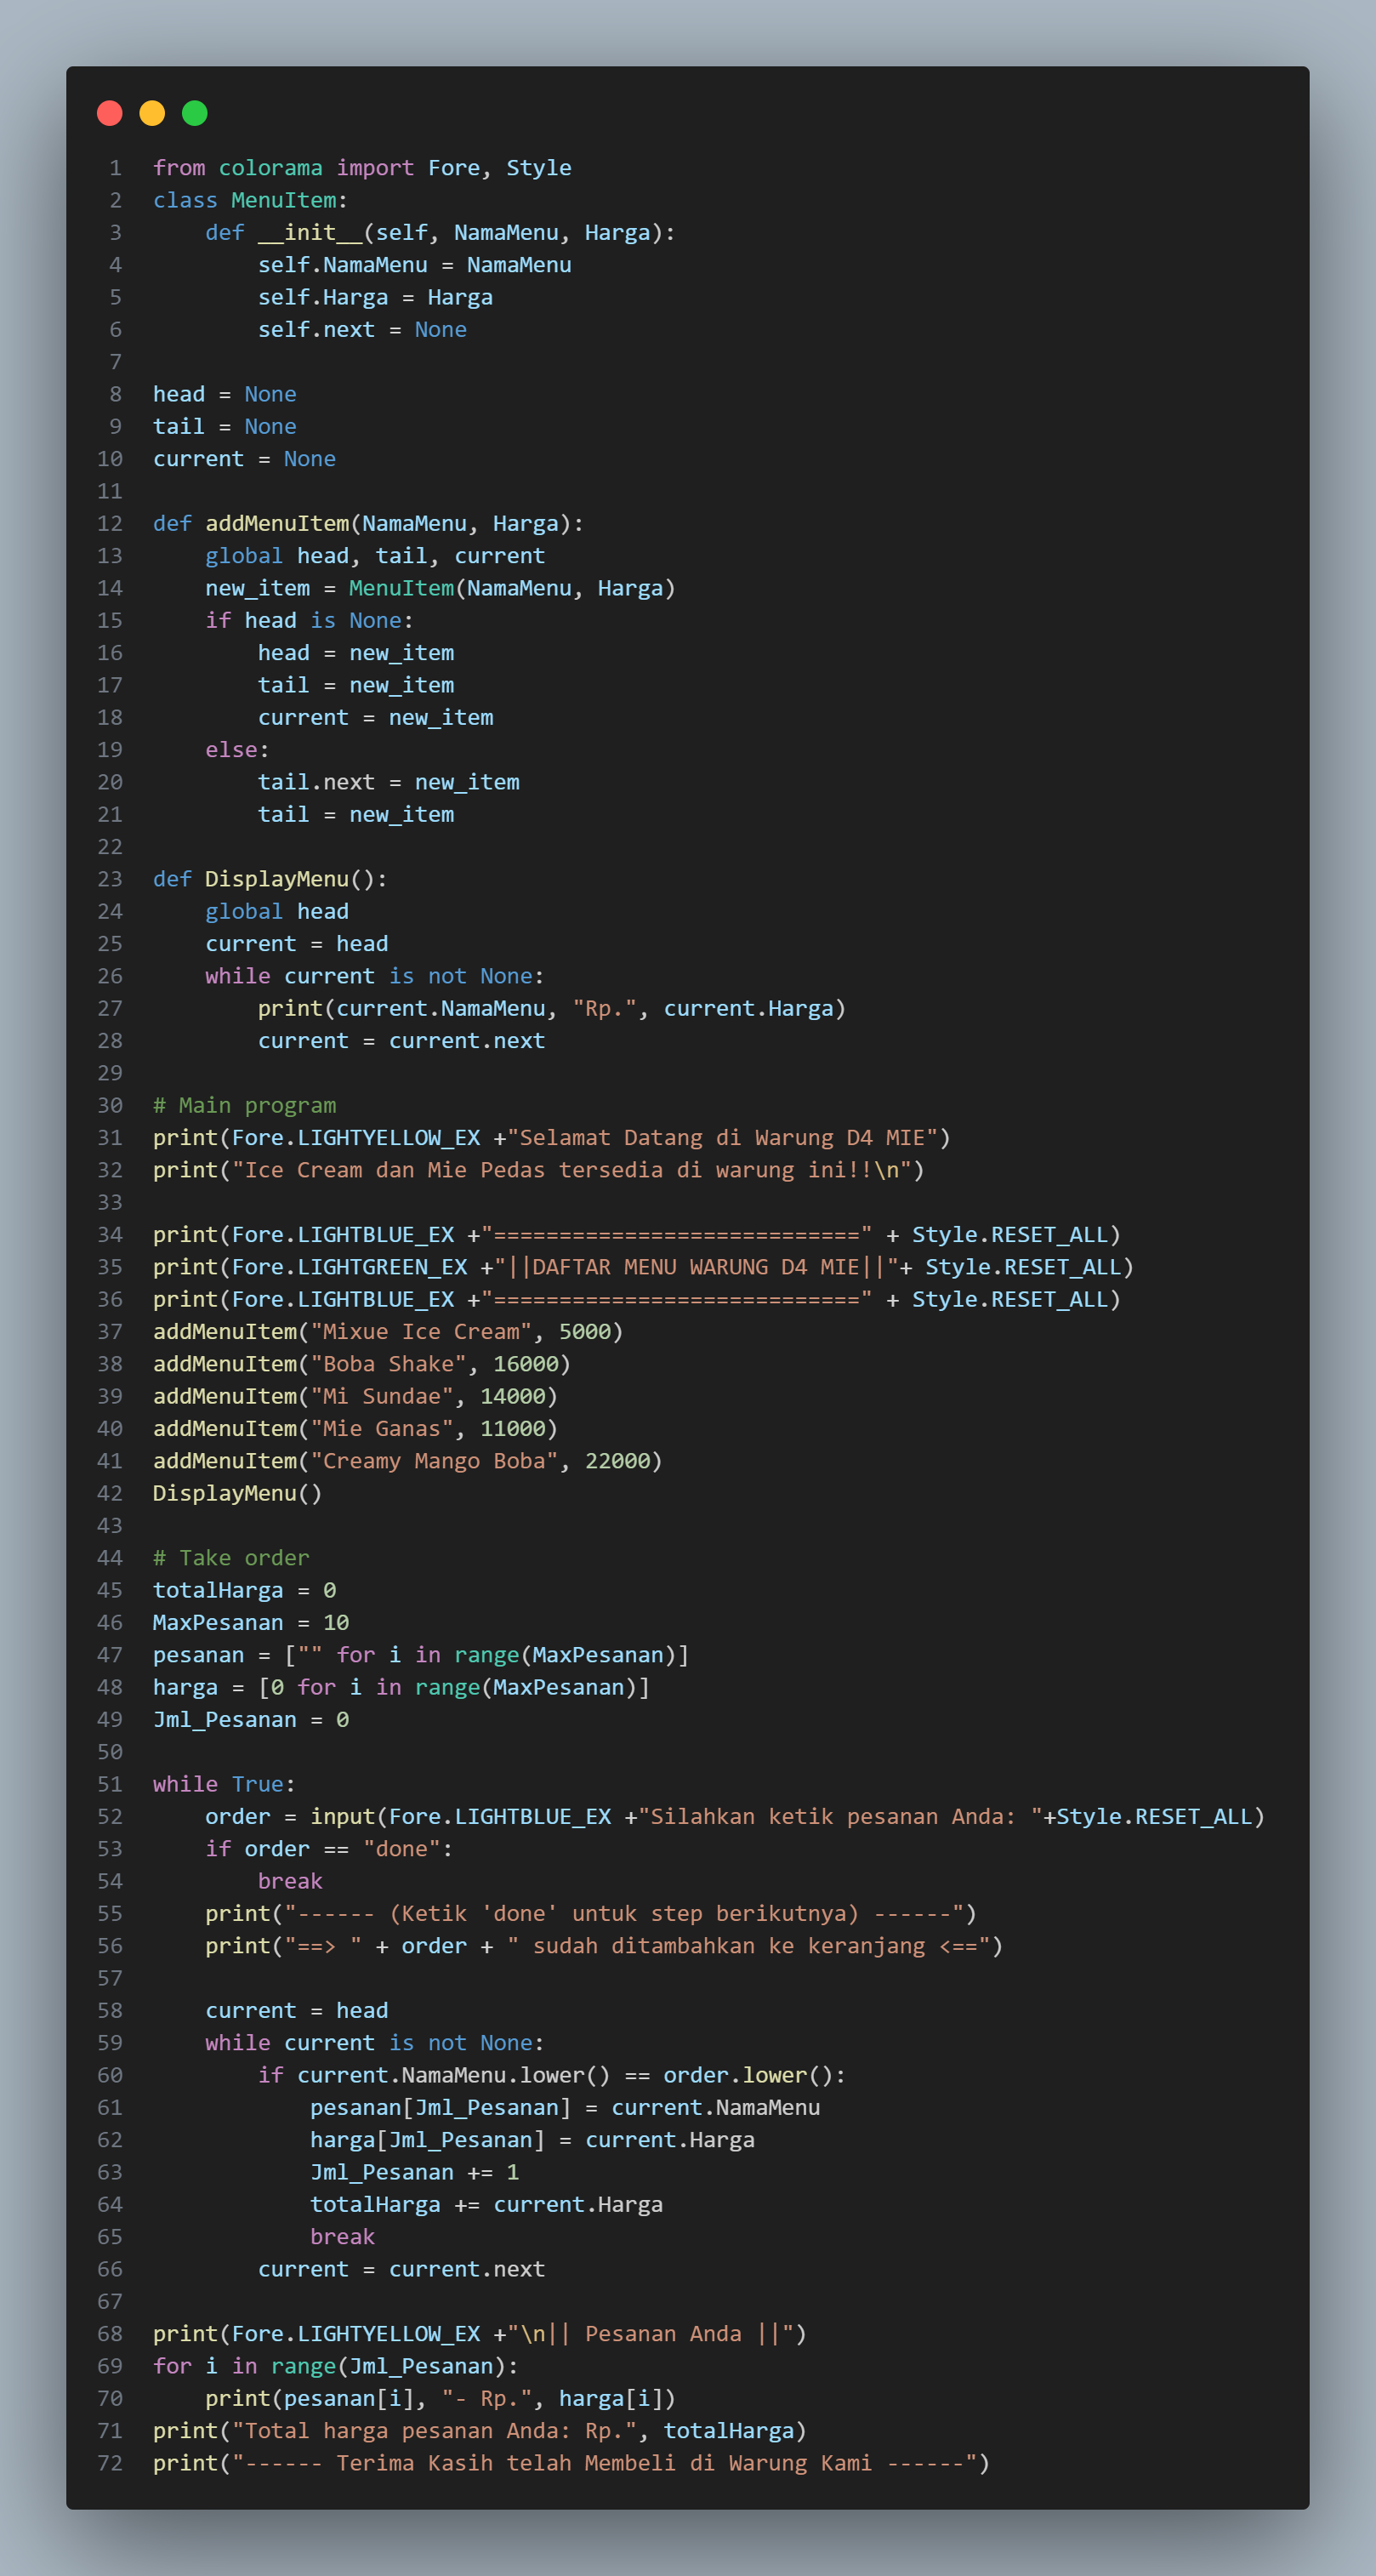 1 from colorama import Fore, Style
2 class MenuItem:
3     def __init__(self, NamaMenu, Harga):
4         self.NamaMenu = NamaMenu
5         self.Harga = Harga
6         self.next = None
7
8 head = None
9 tail = None
10 current = None
11
12 def addMenuItem(NamaMenu, Harga):
13     global head, tail, current
14     new_item = MenuItem(NamaMenu, Harga)
15     if head is None:
16         head = new_item
17         tail = new_item
18         current = new_item
19     else:
20         tail.next = new_item
21         tail = new_item
22
23 def DisplayMenu():
24     global head
25     current = head
26     while current is not None:
27         print(current.NamaMenu, "Rp.", current.Harga)
28         current = current.next
29
30 # Main program
31 print(Fore.LIGHTYELLOW_EX +"Selamat Datang di Warung D4 MIE")
32 print("Ice Cream dan Mie Pedas tersedia di warung ini!!\n")
33
34 print(Fore.LIGHTBLUE_EX +"============================" + Style.RESET_ALL)
35 print(Fore.LIGHTGREEN_EX +"||DAFTAR MENU WARUNG D4 MIE||"+ Style.RESET_ALL)
36 print(Fore.LIGHTBLUE_EX +"============================" + Style.RESET_ALL)
37 addMenuItem("Mixue Ice Cream", 5000)
38 addMenuItem("Boba Shake", 16000)
39 addMenuItem("Mi Sundae", 14000)
40 addMenuItem("Mie Ganas", 11000)
41 addMenuItem("Creamy Mango Boba", 22000)
42 DisplayMenu()
43
44 # Take order
45 totalHarga = 0
46 MaxPesanan = 10
47 pesanan = ["" for i in range(MaxPesanan)]
48 harga = [0 for i in range(MaxPesanan)]
49 Jml_Pesanan = 0
50
51 while True:
52     order = input(Fore.LIGHTBLUE_EX +"Silahkan ketik pesanan Anda: "+Style.RESET_ALL)
53     if order == "done":
54         break
55     print("------ (Ketik 'done' untuk step berikutnya) ------")
56     print("==> " + order + " sudah ditambahkan ke keranjang <==")
57
58     current = head
59     while current is not None:
60         if current.NamaMenu.lower() == order.lower():
61             pesanan[Jml_Pesanan] = current.NamaMenu
62             harga[Jml_Pesanan] = current.Harga
63             Jml_Pesanan += 1
64             totalHarga += current.Harga
65             break
66         current = current.next
67
68 print(Fore.LIGHTYELLOW_EX +"\n|| Pesanan Anda ||")
69 for i in range(Jml_Pesanan):
70     print(pesanan[i], "- Rp.", harga[i])
71 print("Total harga pesanan Anda: Rp.", totalHarga)
72 print("------ Terima Kasih telah Membeli di Warung Kami ------")